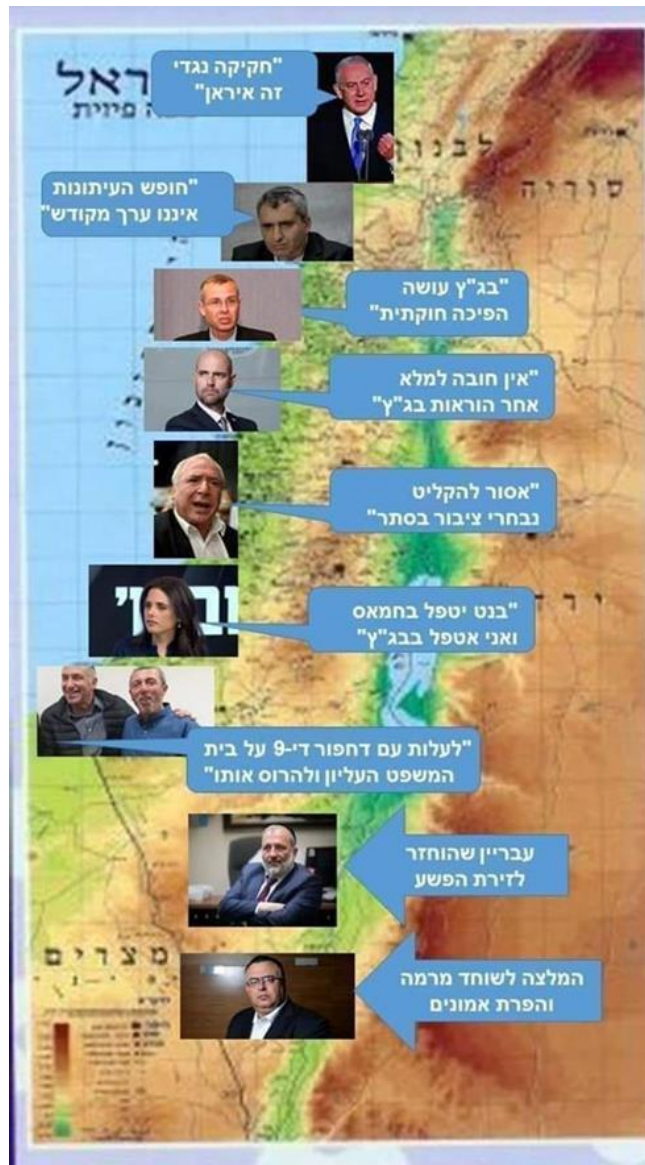 "חקיקה נגדי
זה איראן"
לבנון
סוריה
"חופש העיתונות
איננו ערך מקודש"
"בג"ץ עושה
הפיכה חוקתית"
"אין חובה למלא
אחר הוראות בג"ץ"
"אסור להקליט
נבחרי ציבור בסתר"
"בנט יטפל בחמאס
ואני אטפל בבג"ץ"
"לעלות עם דחפור די-9 על בית
המשפט העליון ולהרוס אותו"
עבריין שהוחזר
לזירת הפשע
מצרים
המלצה לשוחד מרמה
והפרת אמונים